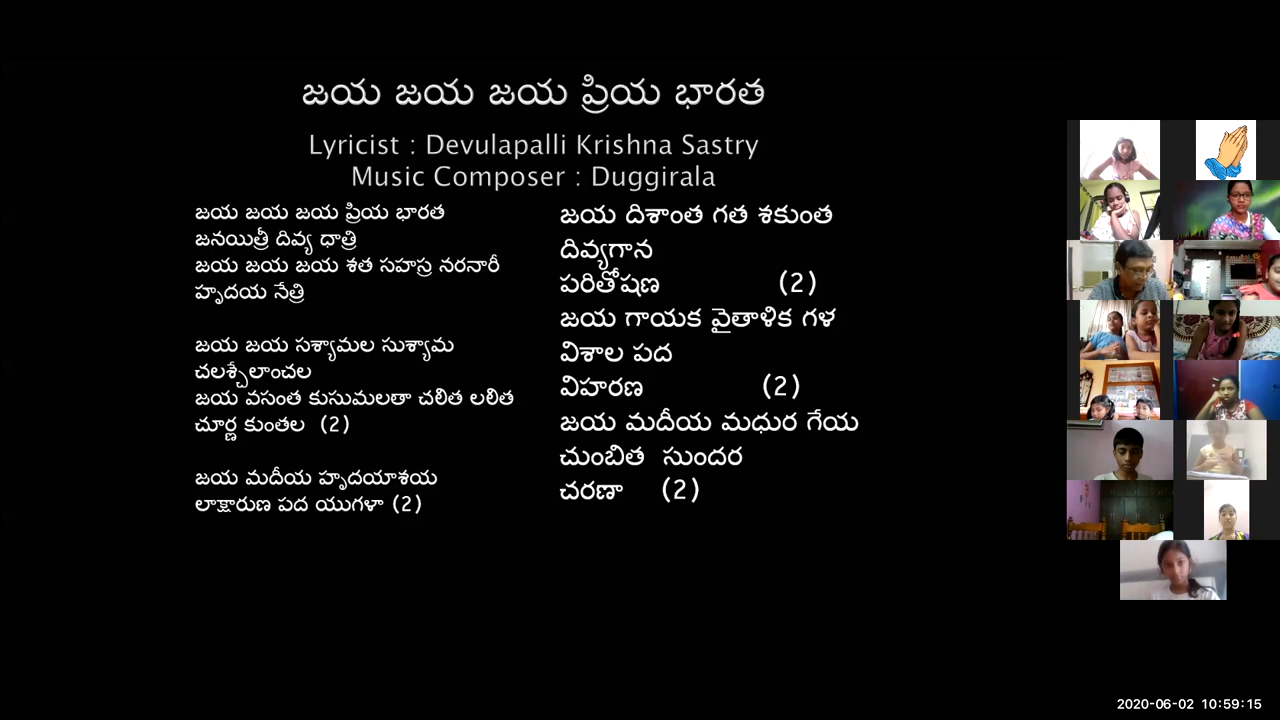 జయ జయ జయ ప్రియ భారత
Lyricist : Devulapalli Krishna Sastry
Music Composer : Duggirala
జయ జయ జయ ప్రియ భారత
జనయిత్రీ దివ్య ధాత్రి
జయ జయ జయ శత సహస్ర నరనారీ
హృదయ నేత్రి
జయ జయ సశ్యామల సుశ్యామ
చలశ్చేలాంచల
జయ వసంత కుసుమలతా చలిత లలిత
చూర్ణ కుంతల (2)
జయ మదీయ హృదయాశయ
లాక్షారుణ పద యుగళా (2)
జయ దిశాంత గత శకుంత
దివ్యగాన
పరితోషణ (2)
జయ గాయక వైతాళిక గళ
విశాల పద
విహరణ (2)
జయ మదీయ మధుర గేయ
చుంబిత సుందర
చరణా (2)
2020-06-02 10:59:15